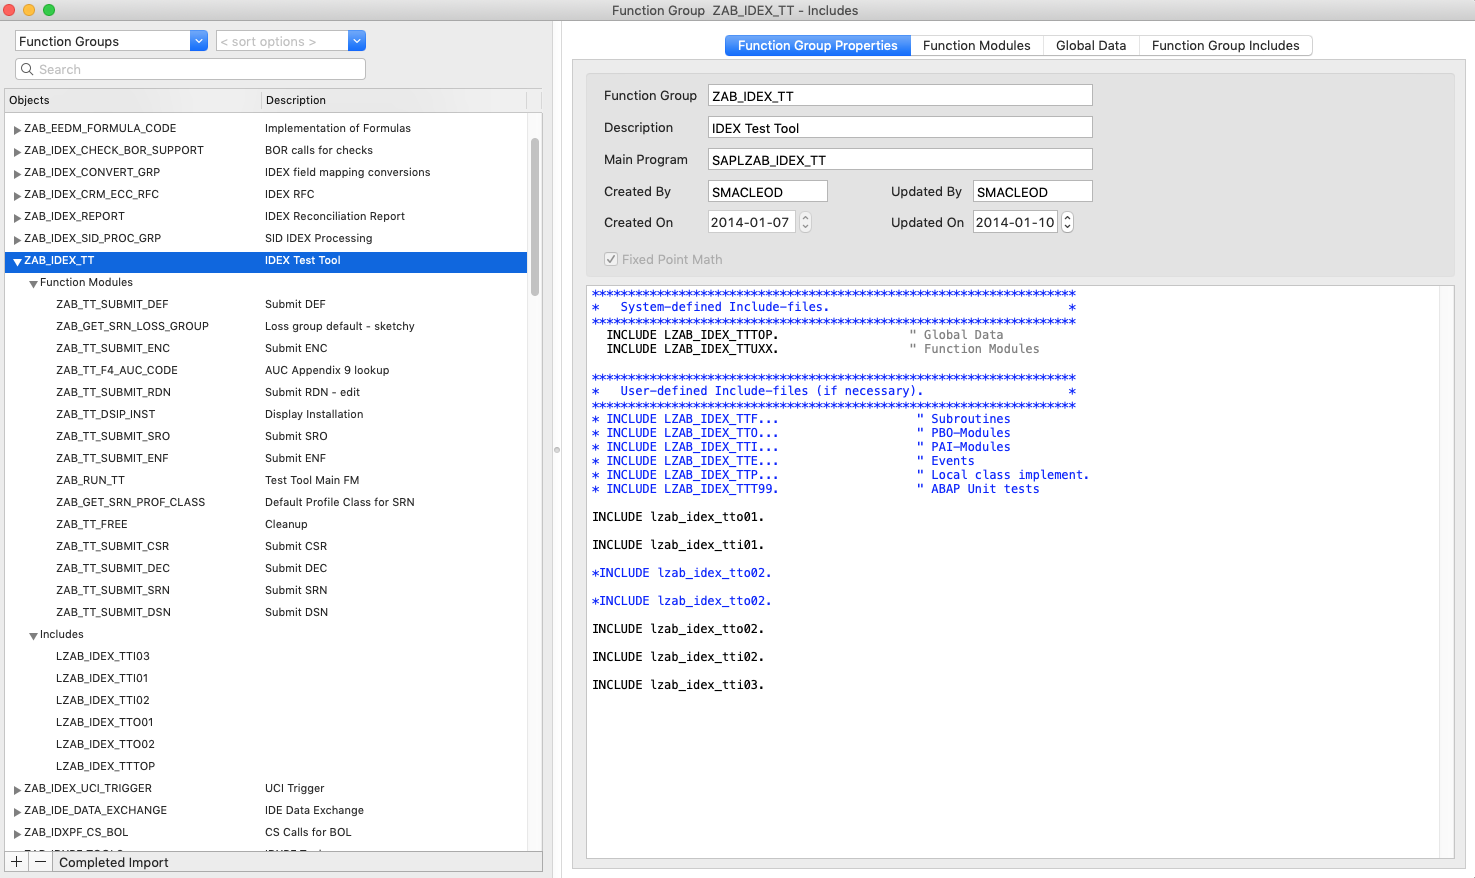 Function Group  ZAB_IDEX_TT - Includes
Function Groups
< sort options >
Search
Objects
Description
ZAB_EEDM_FORMULA_CODE Implementation of Formulas
ZAB_IDEX_CHECK_BOR_SUPPORT BOR calls for checks
ZAB_IDEX_CONVERT_GRP IDEX field mapping conversions
ZAB_IDEX_CRM_ECC_RFC IDEX RFC
ZAB_IDEX_REPORT IDEX Reconciliation Report
ZAB_IDEX_SID_PROC_GRP SID IDEX Processing
ZAB_IDEX_TT IDEX Test Tool
Function Modules
ZAB_TT_SUBMIT_DEF Submit DEF
ZAB_GET_SRN_LOSS_GROUP Loss group default - sketchy
ZAB_TT_SUBMIT_ENC Submit ENC
ZAB_TT_F4_AUC_CODE AUC Appendix 9 lookup
ZAB_TT_SUBMIT_RDN Submit RDN - edit
ZAB_TT_DSIP_INST Display Installation
ZAB_TT_SUBMIT_SRO Submit SRO
ZAB_TT_SUBMIT_ENF Submit ENF
ZAB_RUN_TT Test Tool Main FM
ZAB_GET_SRN_PROF_CLASS Default Profile Class for SRN
ZAB_TT_FREE Cleanup
ZAB_TT_SUBMIT_CSR Submit CSR
ZAB_TT_SUBMIT_DEC Submit DEC
ZAB_TT_SUBMIT_SRN Submit SRN
ZAB_TT_SUBMIT_DSN Submit DSN
Includes
LZAB_IDEX_TTI03
LZAB_IDEX_TTI01
LZAB_IDEX_TTI02
LZAB_IDEX_TTO01
LZAB_IDEX_TTO02
LZAB_IDEX_TTTOP
ZAB_IDEX_UCI_TRIGGER UCI Trigger
ZAB_IDE_DATA_EXCHANGE IDE Data Exchange
ZAB_IDXPF_CS_BOL CS Calls for BOL
+ − Completed Import
Function Group Properties
Function Modules
Global Data
Function Group Includes
Function Group ZAB_IDEX_TT
Description IDEX Test Tool
Main Program SAPLZAB_IDEX_TT
Created By SMACLEOD Updated By SMACLEOD
Created On 2014-01-07 Updated On 2014-01-10
Fixed Point Math
*******************************************************************
*   System-defined Include-files.                                 *
*******************************************************************
  INCLUDE LZAB_IDEX_TTTOP.                  " Global Data
  INCLUDE LZAB_IDEX_TTUXX.                  " Function Modules
*******************************************************************
*   User-defined Include-files (if necessary).                    *
*******************************************************************
* INCLUDE LZAB_IDEX_TTF...                   " Subroutines
* INCLUDE LZAB_IDEX_TTO...                   " PBO-Modules
* INCLUDE LZAB_IDEX_TTI...                   " PAI-Modules
* INCLUDE LZAB_IDEX_TTE...                   " Events
* INCLUDE LZAB_IDEX_TTP...                   " Local class implement.
* INCLUDE LZAB_IDEX_TTT99.                   " ABAP Unit tests
INCLUDE lzab_idex_tto01.
INCLUDE lzab_idex_tti01.
*INCLUDE lzab_idex_tto02.
*INCLUDE lzab_idex_tto02.
INCLUDE lzab_idex_tto02.
INCLUDE lzab_idex_tti02.
INCLUDE lzab_idex_tti03.